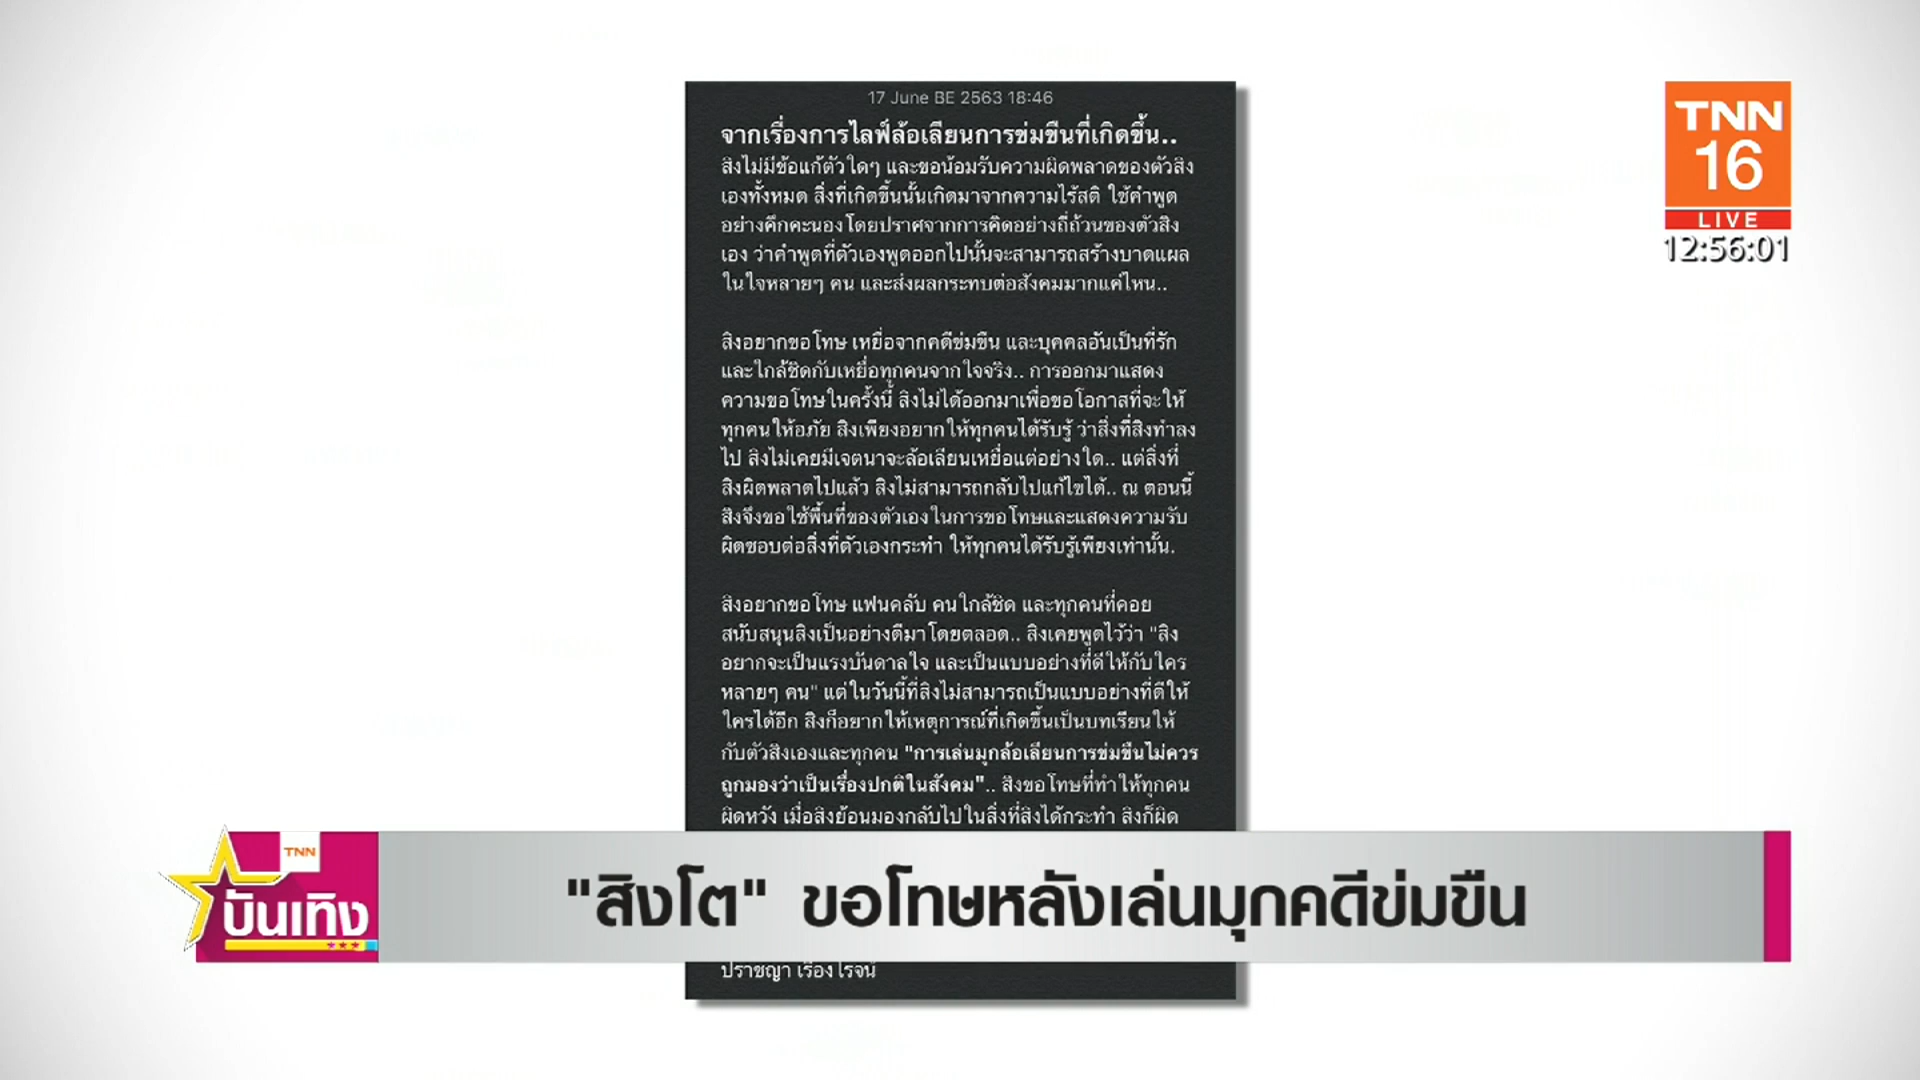 17 June BE 2563 18:46
จากเรื่องการไลฟ์ล้อเลียนการข่มขืนที่เกิดขึ้น..
สิงไม่มีข้อแก้ตัวใดๆ และขอน้อมรับความผิดพลาดของตัวสิง
เองทั้งหมด สิ่งที่เกิดขึ้นนั้นเกิดมาจากความไร้สติ ใช้คำพูด
อย่างคึกคะนองโดยปราศจากการคิดอย่างถี่ถ้วนของตัวสิง
เอง ว่าคำพูดที่ตัวเองพูดออกไปนั้นจะสามารถสร้างบาดแผล
ในใจหลายๆ คน และส่งผลกระทบต่อสังคมมากแค่ไหน..
สิงอยากขอโทษ เหยื่อจากคดีข่มขืน และบุคคลอันเป็นที่รัก
และใกล้ชิดกับเหยื่อทุกคนจากใจจริง.. การออกมาแสดง
ความขอโทษในครั้งนี้ สิงไม่ได้ออกมาเพื่อขอโอกาสที่จะให้
ทุกคนให้อภัย สิงเพียงอยากให้ทุกคนได้รับรู้ ว่าสิ่งที่สิงทำลง
ไป สิงไม่เคยมีเจตนาจะล้อเลียนเหยื่อแต่อย่างใด.. แต่สิ่งที่
สิงผิดพลาดไปแล้ว สิงไม่สามารถกลับไปแก้ไขได้.. ณ ตอนนี้
สิงจึงขอใช้พื้นที่ของตัวเองในการขอโทษและแสดงความรับ
ผิดชอบต่อสิ่งที่ตัวเองกระทำ ให้ทุกคนได้รับรู้เพียงเท่านั้น.
สิงอยากขอโทษ แฟนคลับ คนใกล้ชิด และทุกคนที่คอย
สนับสนุนสิงเป็นอย่างดีมาโดยตลอด.. สิงเคยพูดไว้ว่า "สิง
อยากจะเป็นแรงบันดาลใจ และเป็นแบบอย่างที่ดีให้กับใคร
หลายๆ คน" แต่ในวันนี้ที่สิงไม่สามารถเป็นแบบอย่างที่ดีให้
ใครได้อีก สิงก็อยากให้เหตุการณ์ที่เกิดขึ้นเป็นบทเรียนให้
กับตัวสิงเองและทุกคน "การเล่นมุกล้อเลียนการข่มขืนไม่ควร
ถูกมองว่าเป็นเรื่องปกติในสังคม".. สิงขอโทษที่ทำให้ทุกคน
ผิดหวัง เมื่อสิงย้อนมองกลับไปในสิ่งที่สิงได้กระทำ สิงก็ผิด
ปราชญา เรืองโรจน์
TNN
16
LIVE
12:56:01
TNN
บันเทิง
"สิงโต" ขอโทษหลังเล่นมุกคดีข่มขืน